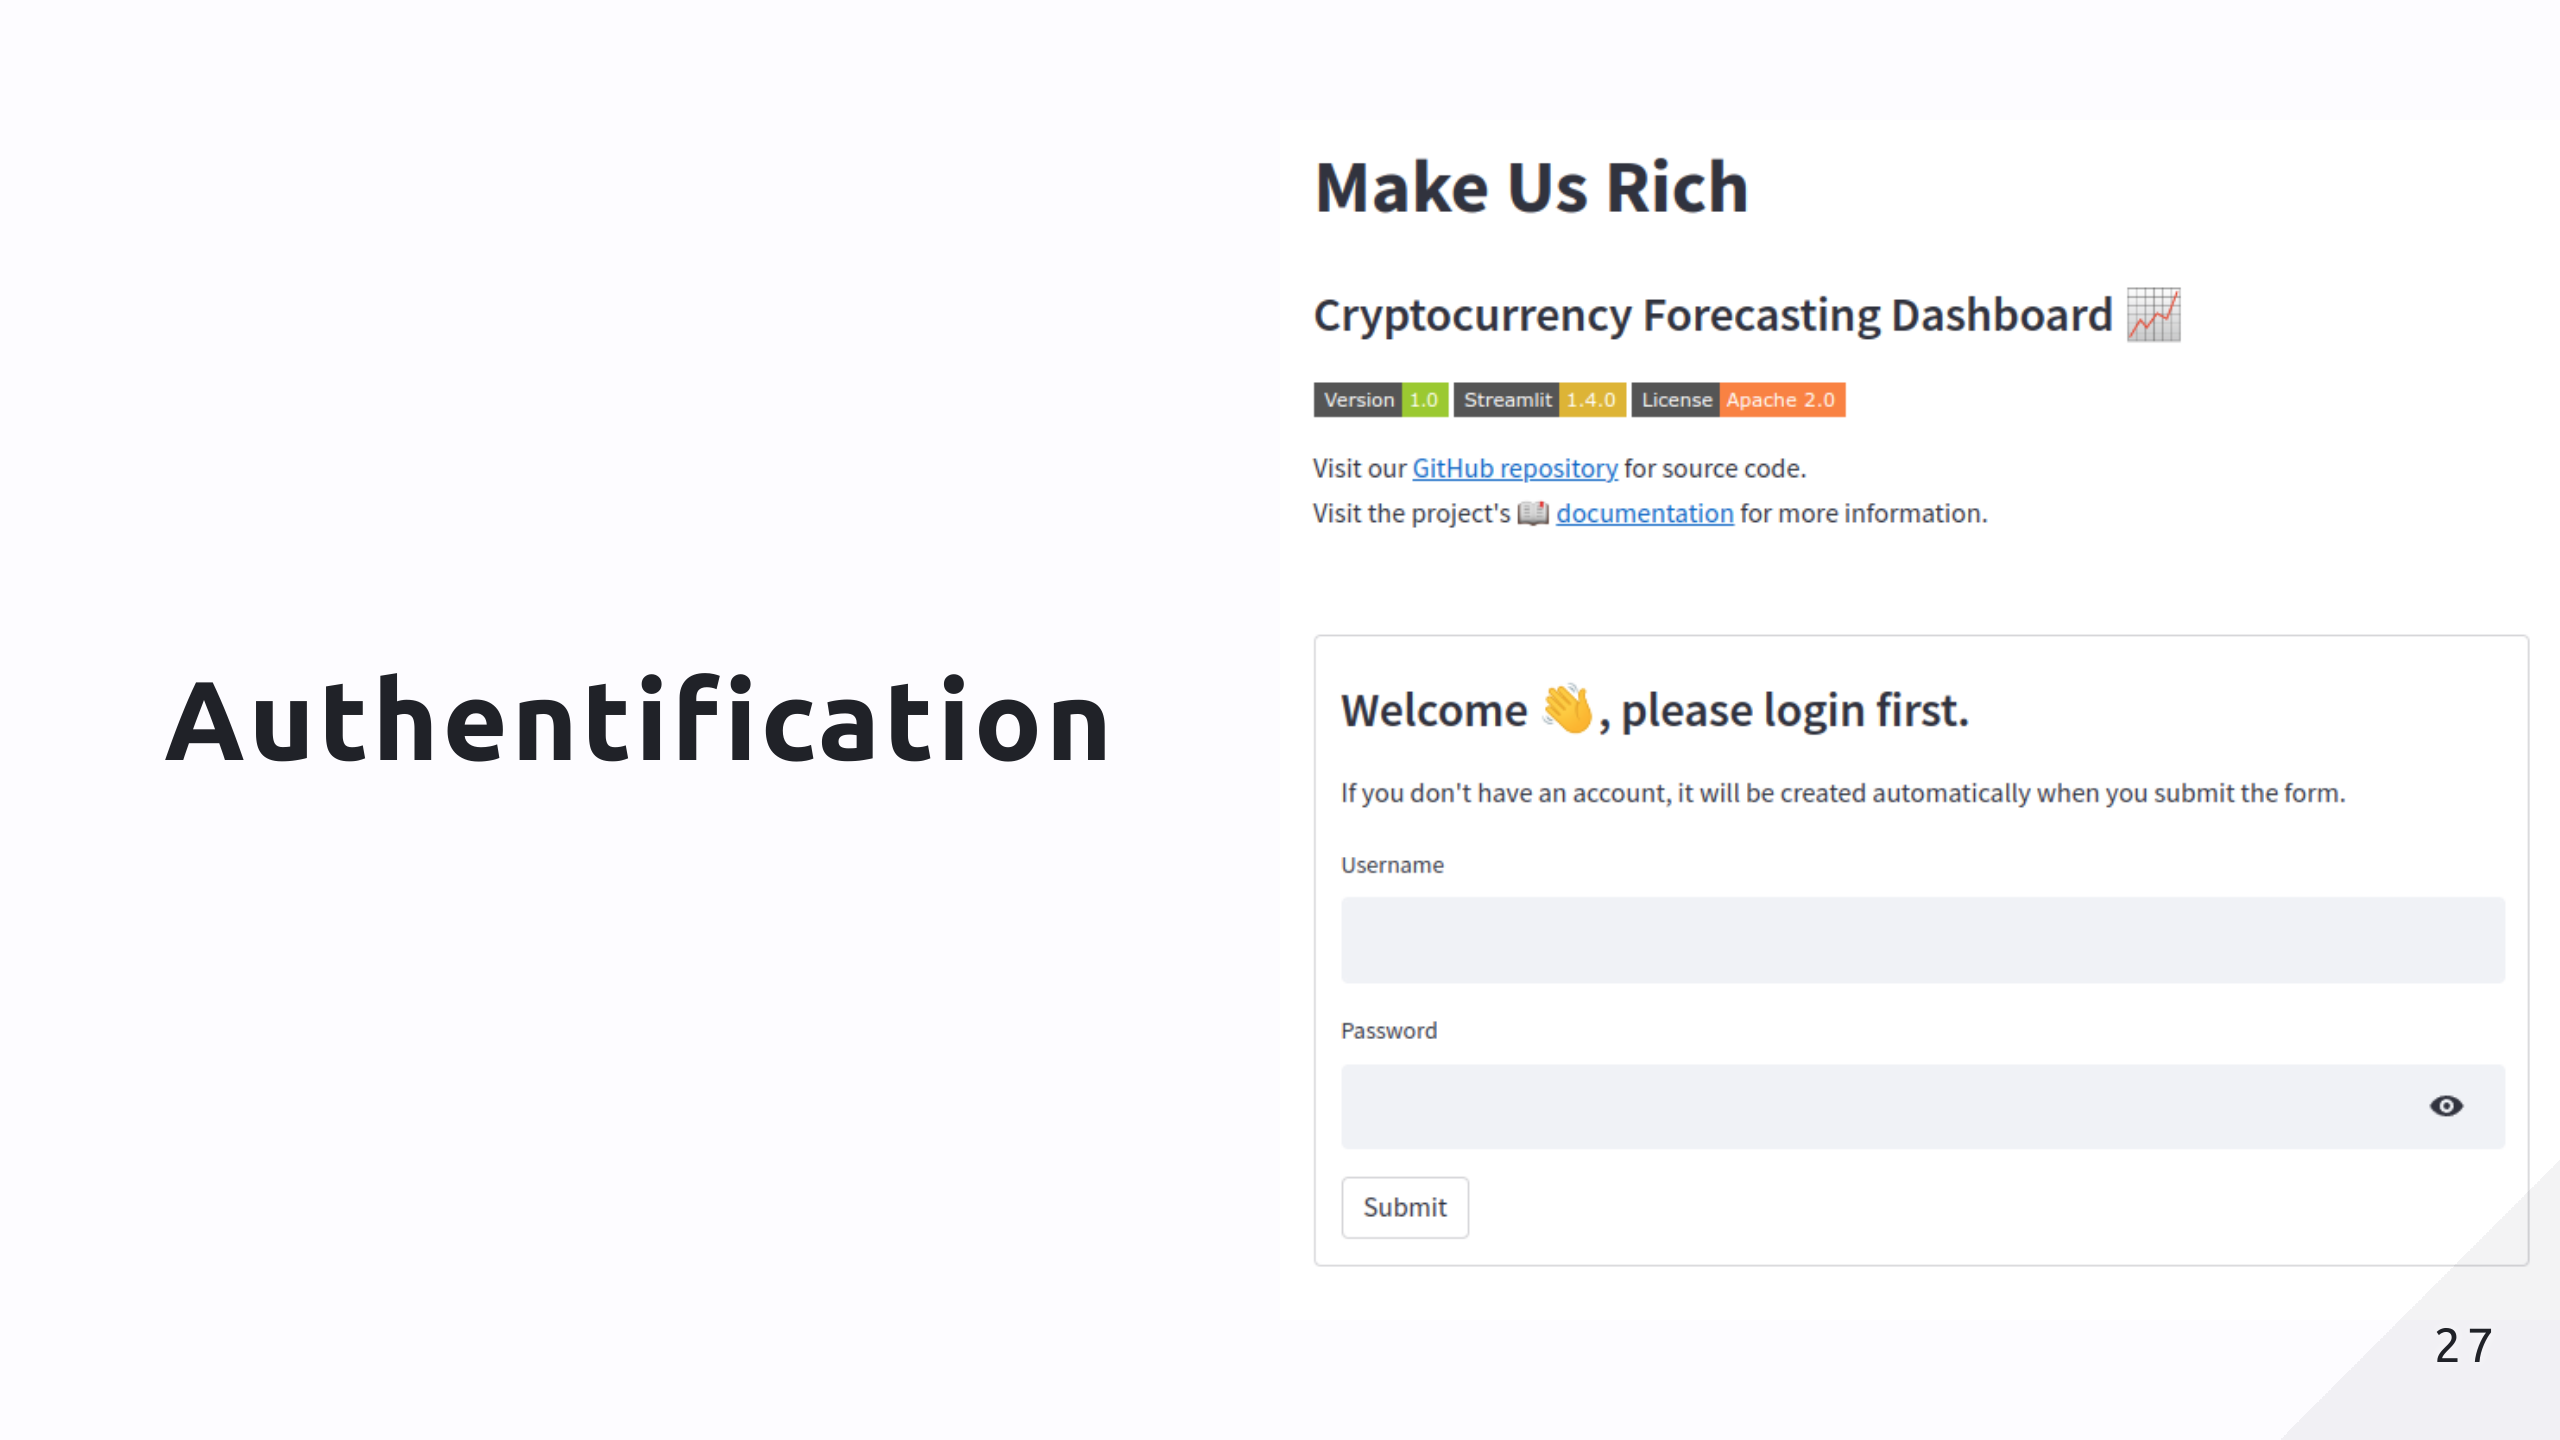 Authentification
Make Us Rich
Cryptocurrency Forecasting Dashboard 📈
Version 1.0 Streamlit 1.4.0 License Apache 2.0
Visit our GitHub repository for source code.
Visit the project's 📖 documentation for more information.
Welcome 👋, please login first.
If you don't have an account, it will be created automatically when you submit the form.
Username
Password
Submit
27